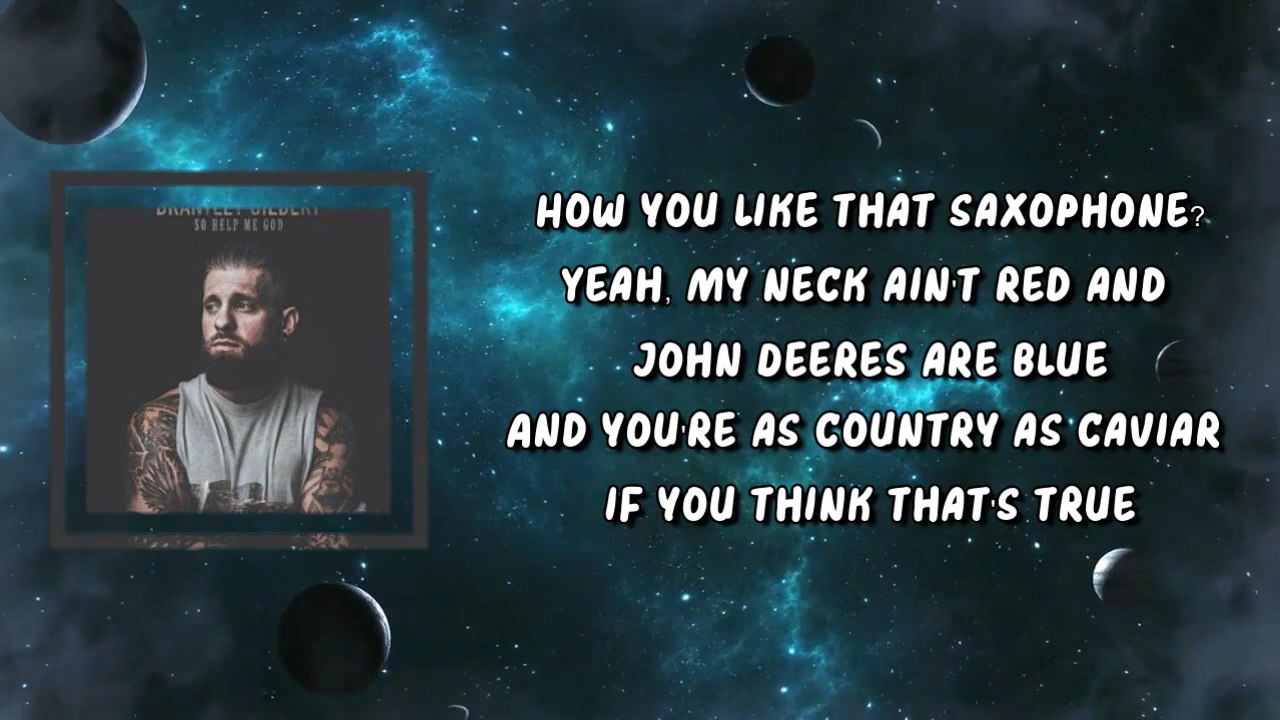 SO HELP ME GOD
HOW YOU LIKE THAT SAXOPHONE?
YEAH, MY NECK AIN'T RED AND
JOHN DEERES ARE BLUE
AND YOU'RE AS COUNTRY AS CAVIAR
IF YOU THINK THAT'S TRUE